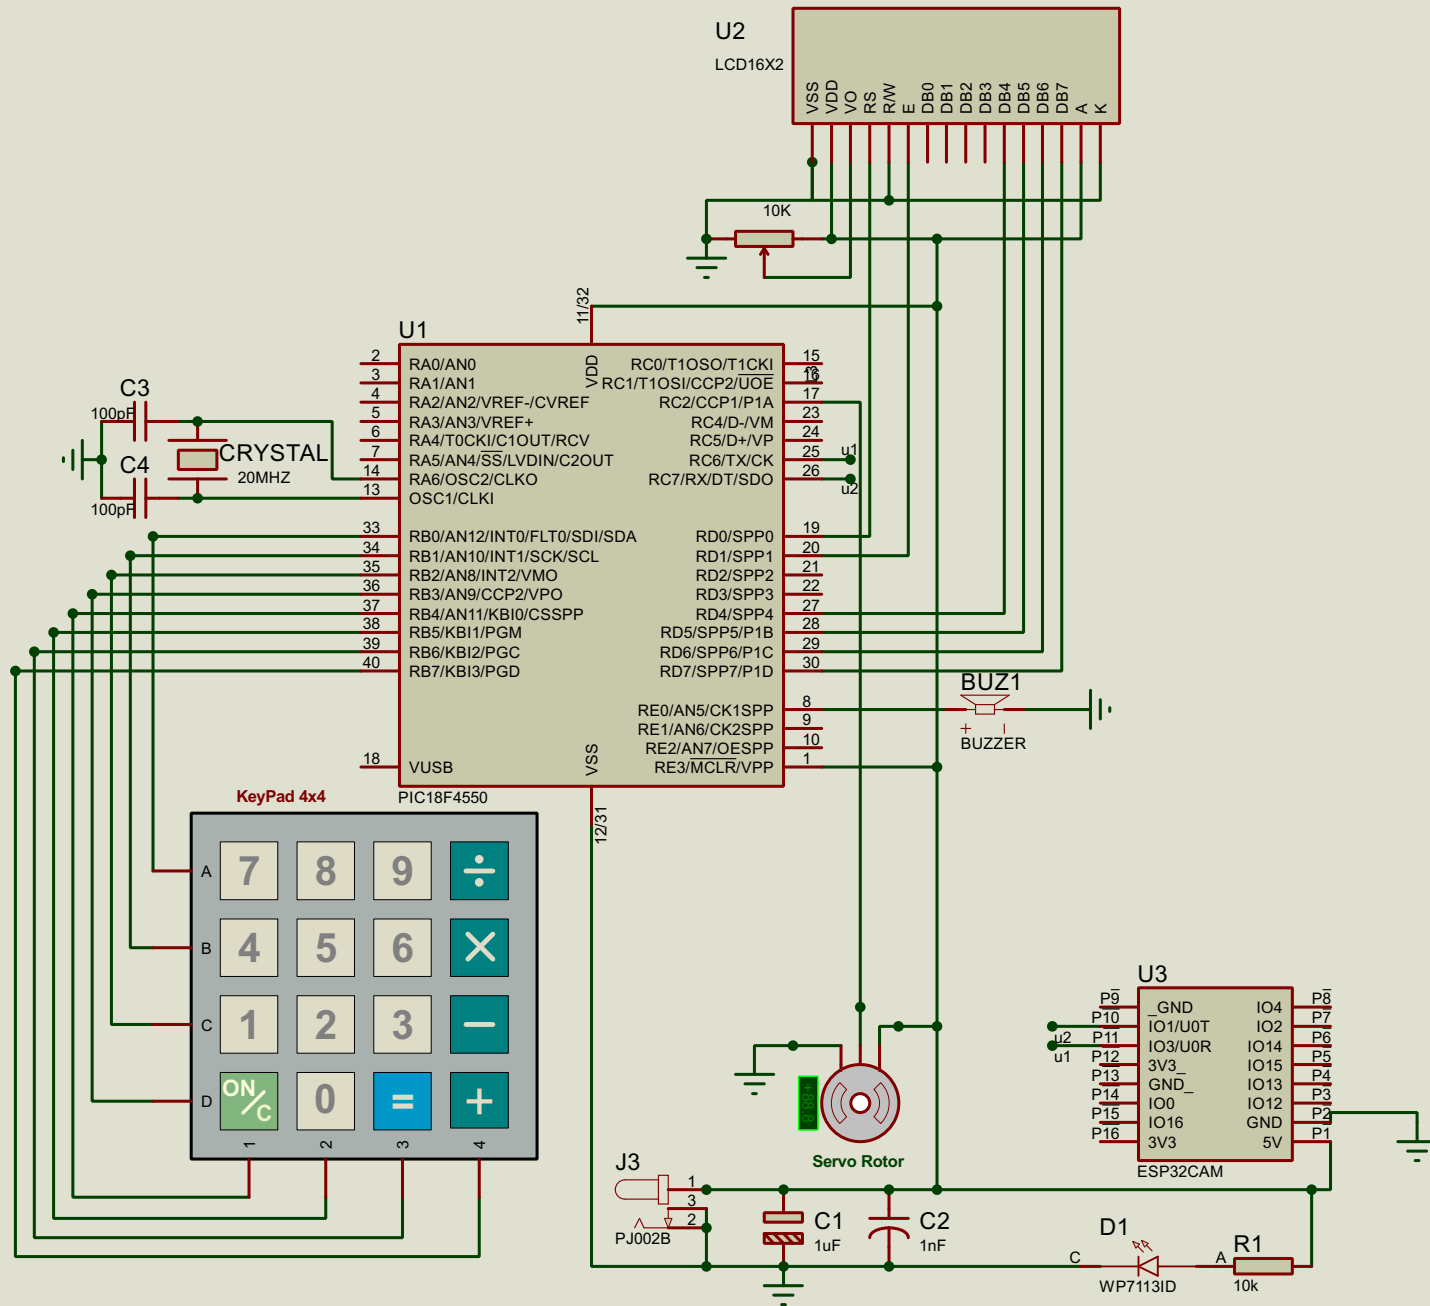 U2
LCD16X2
VSS
VDD
VO
RS
R/W
E
DB0
DB1
DB2
DB3
DB4
DB5
DB6
DB7
A
K
10K
11/32
U1
VDD
2 RA0/AN0
3 RA1/AN1
4 RA2/AN2/VREF-/CVREF
5 RA3/AN3/VREF+
6 RA4/T0CKI/C1OUT/RCV
7 RA5/AN4/SS/LVDIN/C2OUT
14 RA6/OSC2/CLKO
13 OSC1/CLKI
33 RB0/AN12/INT0/FLT0/SDI/SDA
34 RB1/AN10/INT1/SCK/SCL
35 RB2/AN8/INT2/VMO
36 RB3/AN9/CCP2/VPO
37 RB4/AN11/KBI0/CSSPP
38 RB5/KBI1/PGM
39 RB6/KBI2/PGC
40 RB7/KBI3/PGD
18 VUSB
RC0/T1OSO/T1CKI 15
RC1/T1OSI/CCP2/UOE 16
RC2/CCP1/P1A 17
RC4/D-/VM 23
RC5/D+/VP 24
RC6/TX/CK 25
u1
RC7/RX/DT/SDO 26
u2
RD0/SPP0 19
RD1/SPP1 20
RD2/SPP2 21
RD3/SPP3 22
RD4/SPP4 27
RD5/SPP5/P1B 28
RD6/SPP6/P1C 29
RD7/SPP7/P1D 30
RE0/AN5/CK1SPP 8
RE1/AN6/CK2SPP 9
RE2/AN7/OESPP 10
RE3/MCLR/VPP 1
VSS
12/31
PIC18F4550
C3
100pF
CRYSTAL
20MHZ
C4
100pF
BUZ1
+ −
BUZZER
KeyPad 4x4
A 7 8 9 ÷
B 4 5 6 ×
C 1 2 3 −
D ON/C 0 = +
1 2 3 4
Servo Rotor
+88.8
U3
P9 _GND
P10 IO1/U0T
u2
P11 IO3/U0R
u1
P12 3V3_
P13 GND_
P14 IO0
P15 IO16
P16 3V3
IO4 P8
IO2 P7
IO14 P6
IO15 P5
IO13 P4
IO12 P3
GND P2
5V P1
ESP32CAM
J3
1
3
2
PJ002B
C1
1uF
C2
1nF
D1
C A
WP7113ID
R1
10k